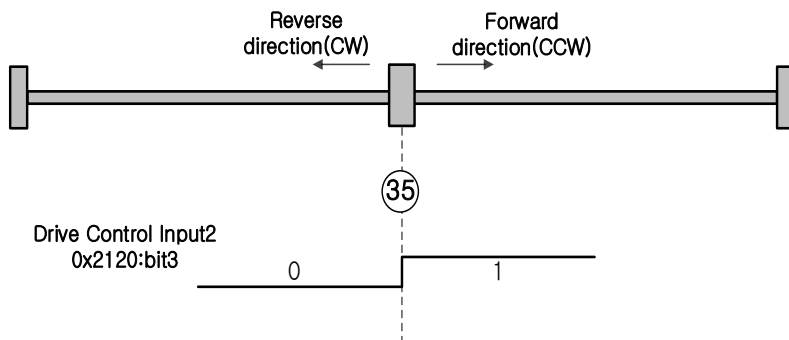 Reverse
direction(CW)
Forward
direction(CCW)
35
Drive Control Input2
0x2120:bit3
0
1